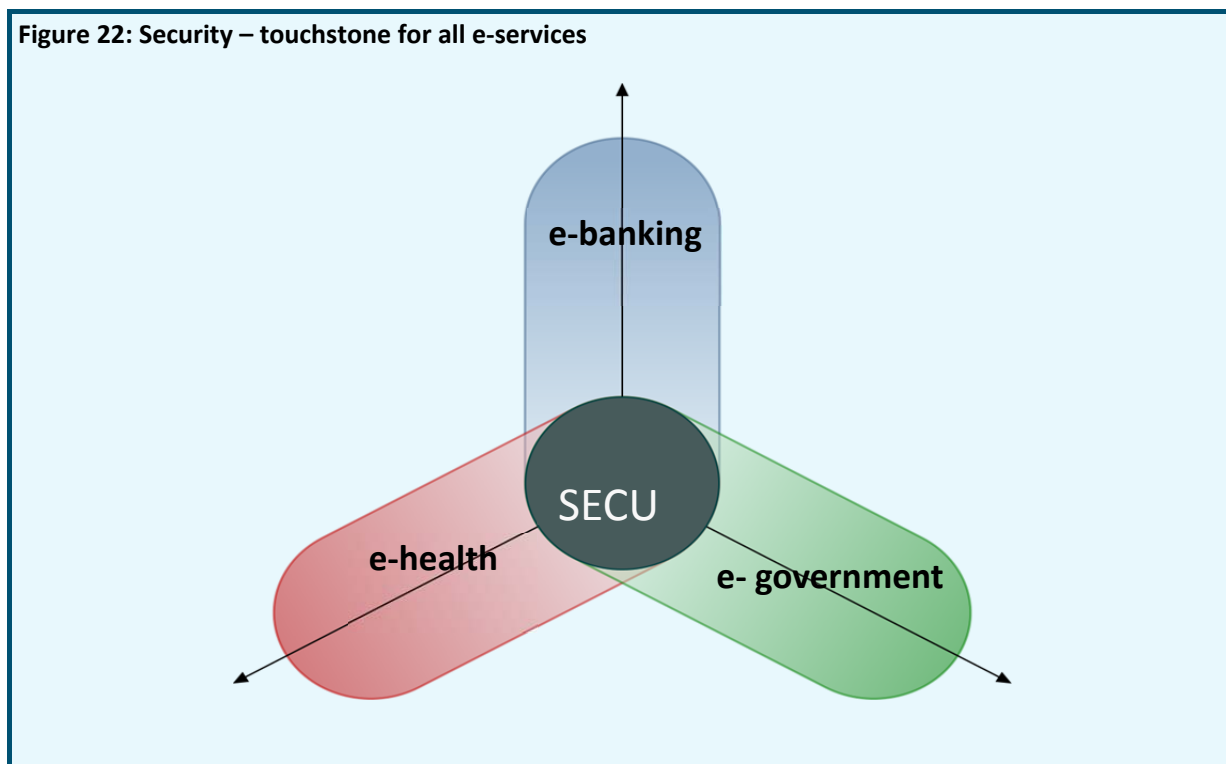 Figure 22: Security – touchstone for all e-services
e-banking
SECU
e-health
e- government